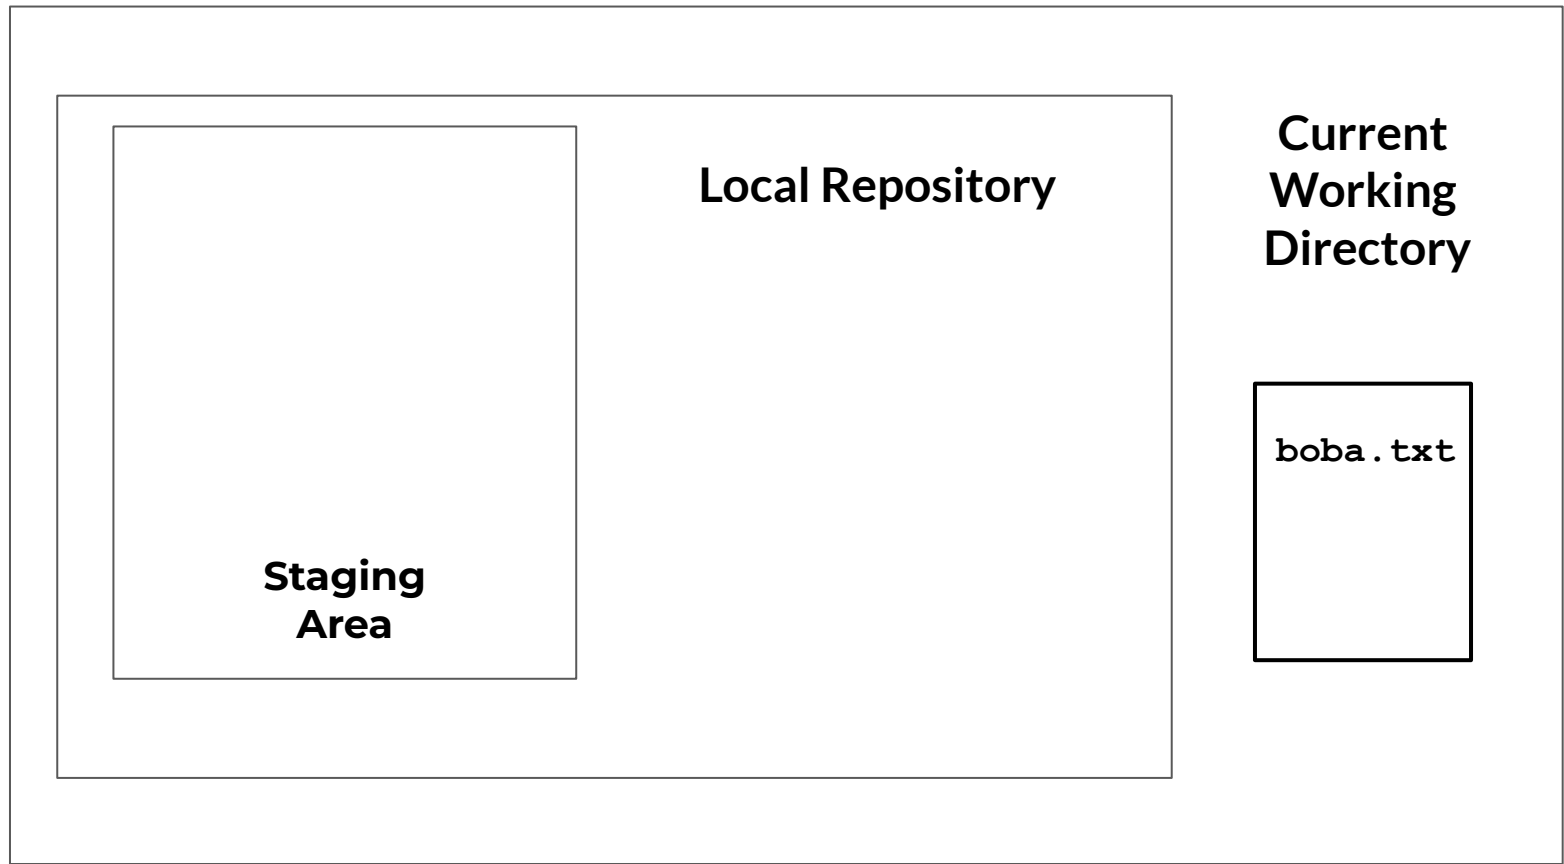 Local Repository
Staging
Area
Current
Working
Directory
boba.txt